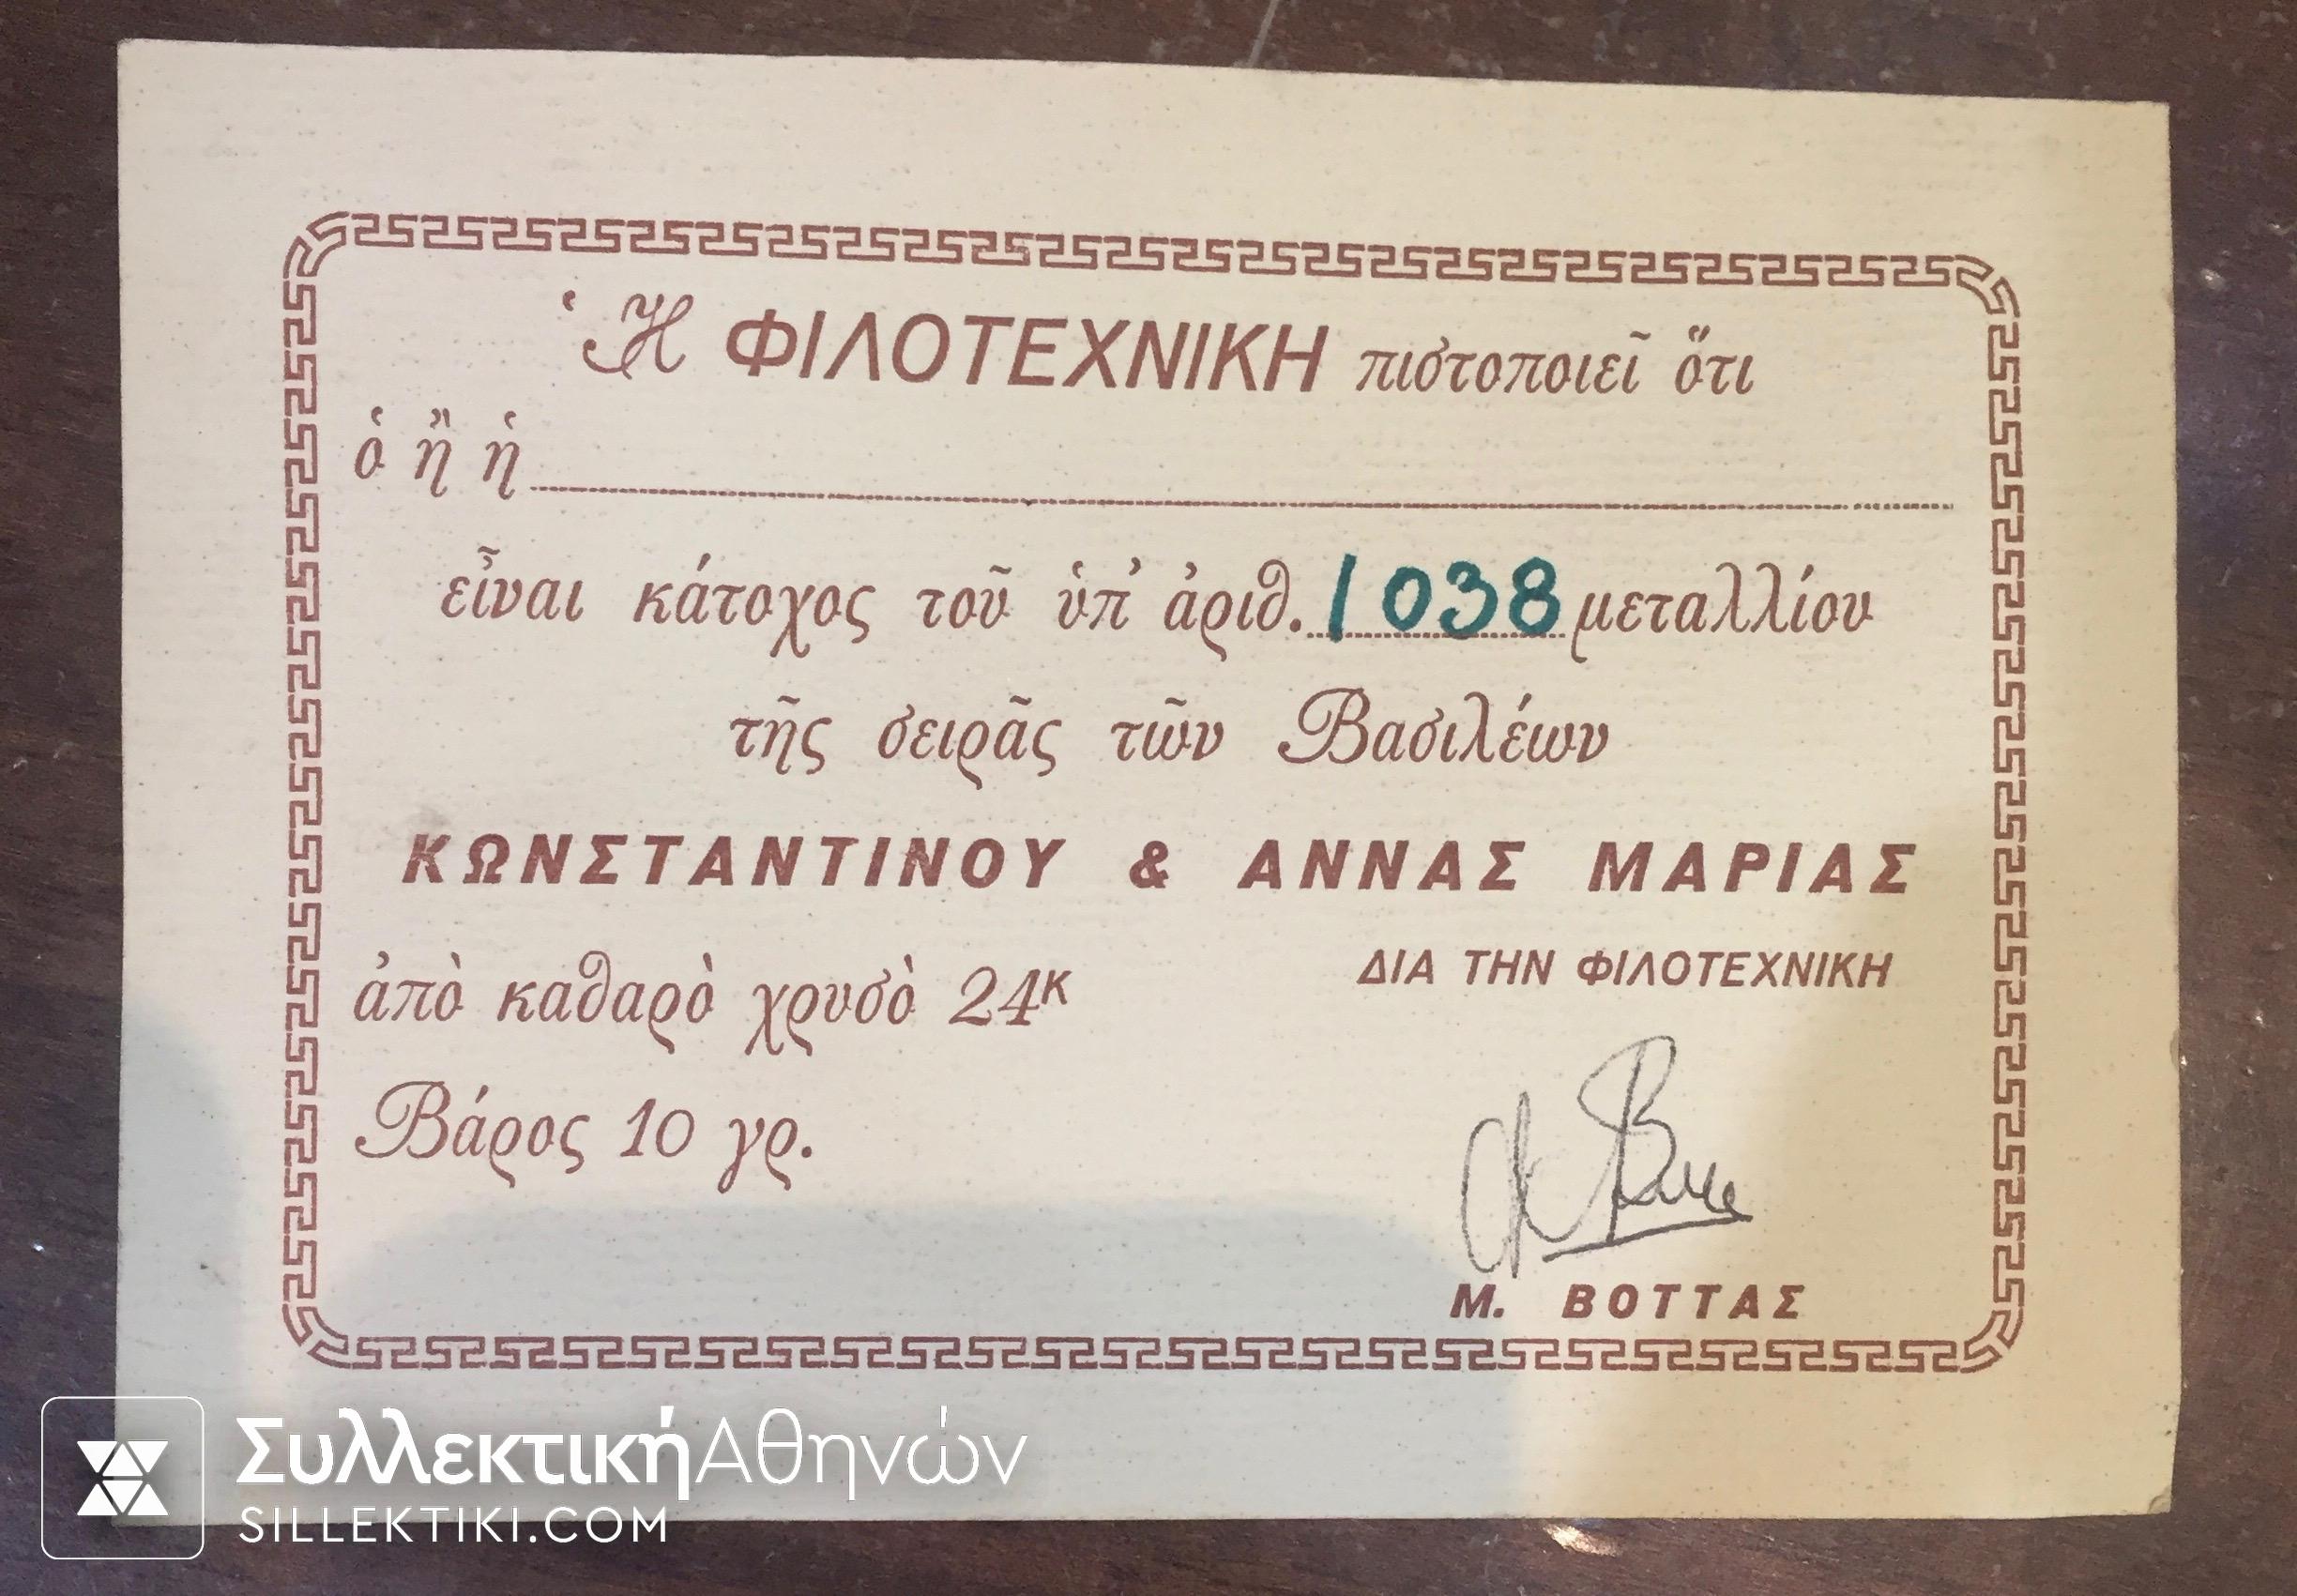 Ἡ ΦΙΛΟΤΕΧΝΙΚΗ πιστοποιεῖ ὅτι
ὁ ἢ ἡ
εἶναι κάτοχος τοῦ ὑπ' ἀριθ. 1038 μεταλλίου
τῆς σειρᾶς τῶν Βασιλέων
ΚΩΝΣΤΑΝΤΙΝΟΥ & ΑΝΝΑΣ ΜΑΡΙΑΣ
ἀπὸ καθαρὸ χρυσὸ 24Κ
ΔΙΑ ΤΗΝ ΦΙΛΟΤΕΧΝΙΚΗ
Βάρος 10 γρ.
Μ. ΒΟΤΤΑΣ
ΣυλλεκτικήΑθηνών
SILLEKTIKI.COM